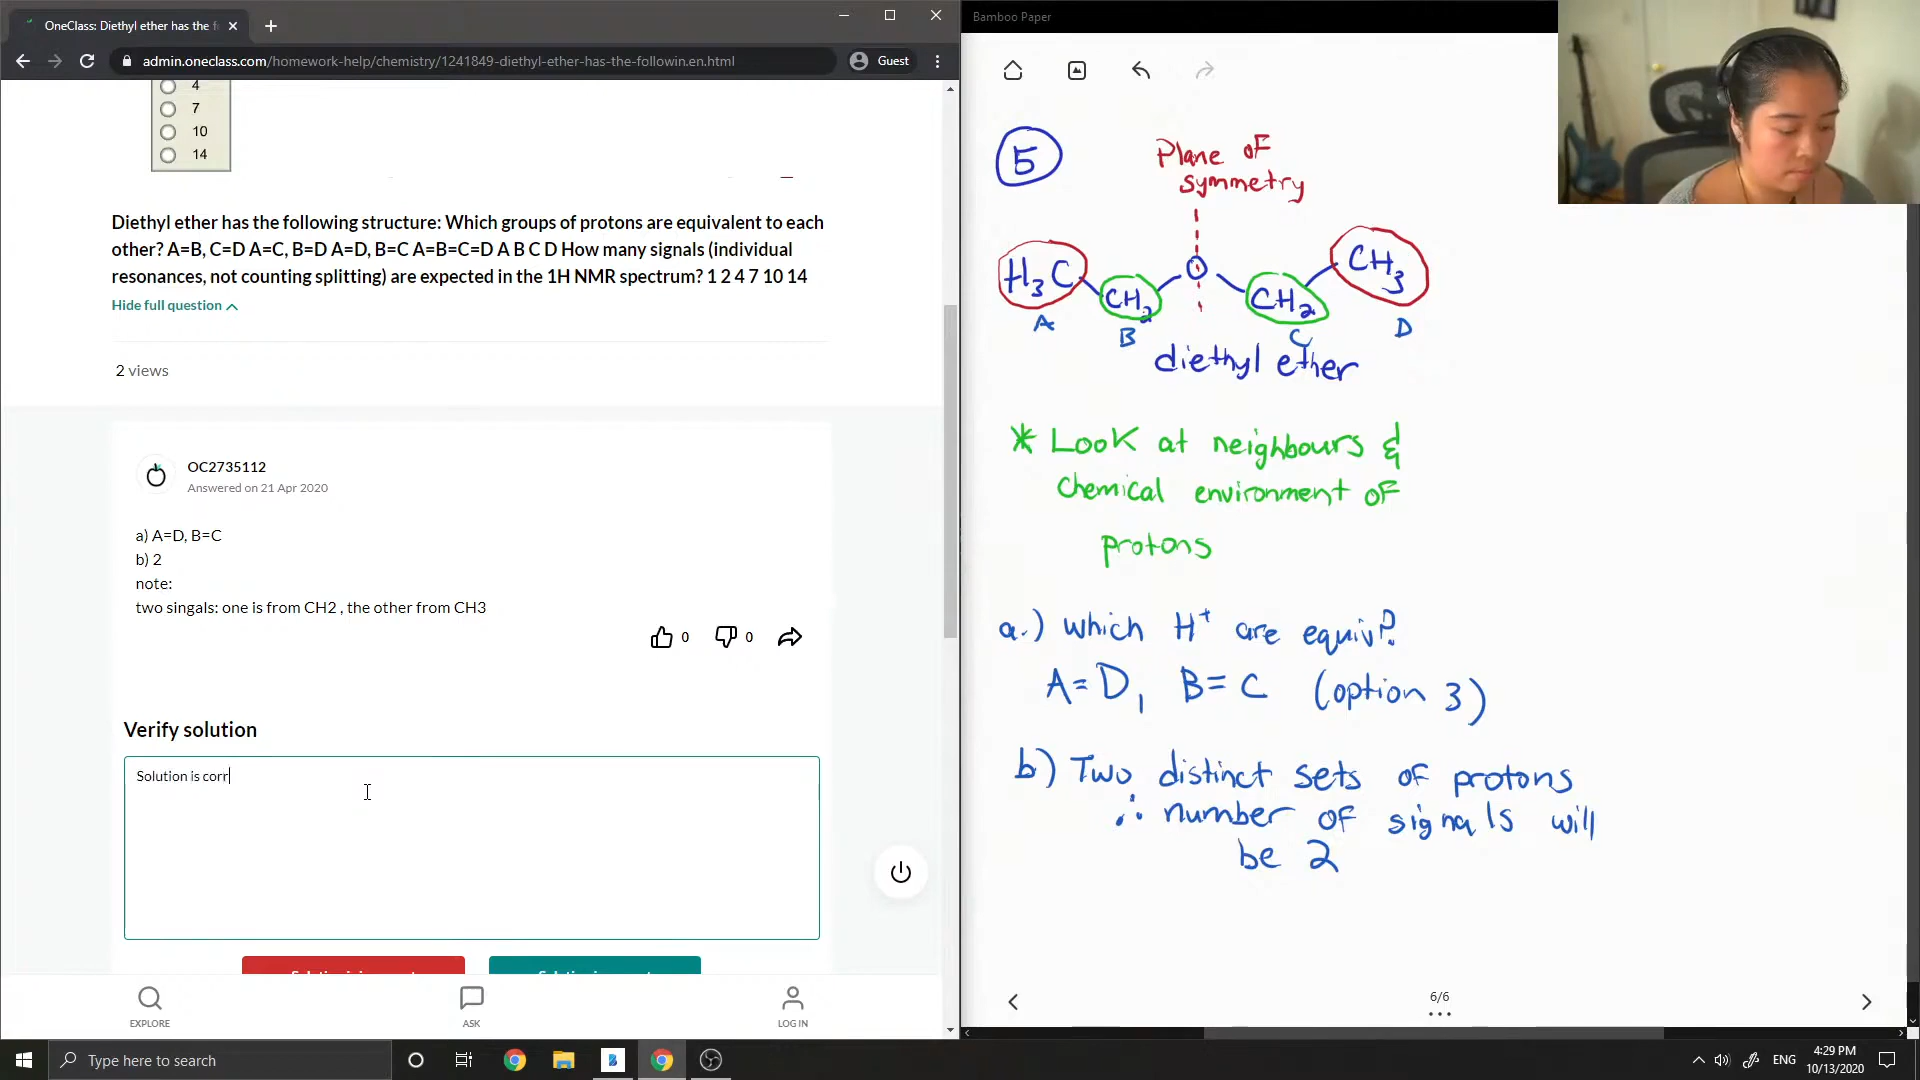 OneClass: Diethyl ether has the f
admin.oneclass.com/homework-help/chemistry/1241849-diethyl-ether-has-the-followin.en.html
Guest
4
7
10
14
Diethyl ether has the following structure: Which groups of protons are equivalent to each
other? A=B, C=D A=C, B=D A=D, B=C A=B=C=D A B C D How many signals (individual
resonances, not counting splitting) are expected in the 1H NMR spectrum? 1 2 4 7 10 14
Hide full question
2 views
OC2735112
Answered on 21 Apr 2020
a) A=D, B=C
b) 2
note:
two singals: one is from CH2 , the other from CH3
0
0
Verify solution
Solution is corr
EXPLORE
ASK
LOG IN
Bamboo Paper
5
Plane of
symmetry
H3C CH2 O CH2 CH3
A B C D
diethyl ether
* Look at neighbours &
chemical environment of
protons
a.) which H+ are equiv?
A=D, B=C (option 3)
b) Two distinct sets of protons
∴ number of signals will
be 2
6/6
Type here to search
ENG
4:29 PM
10/13/2020